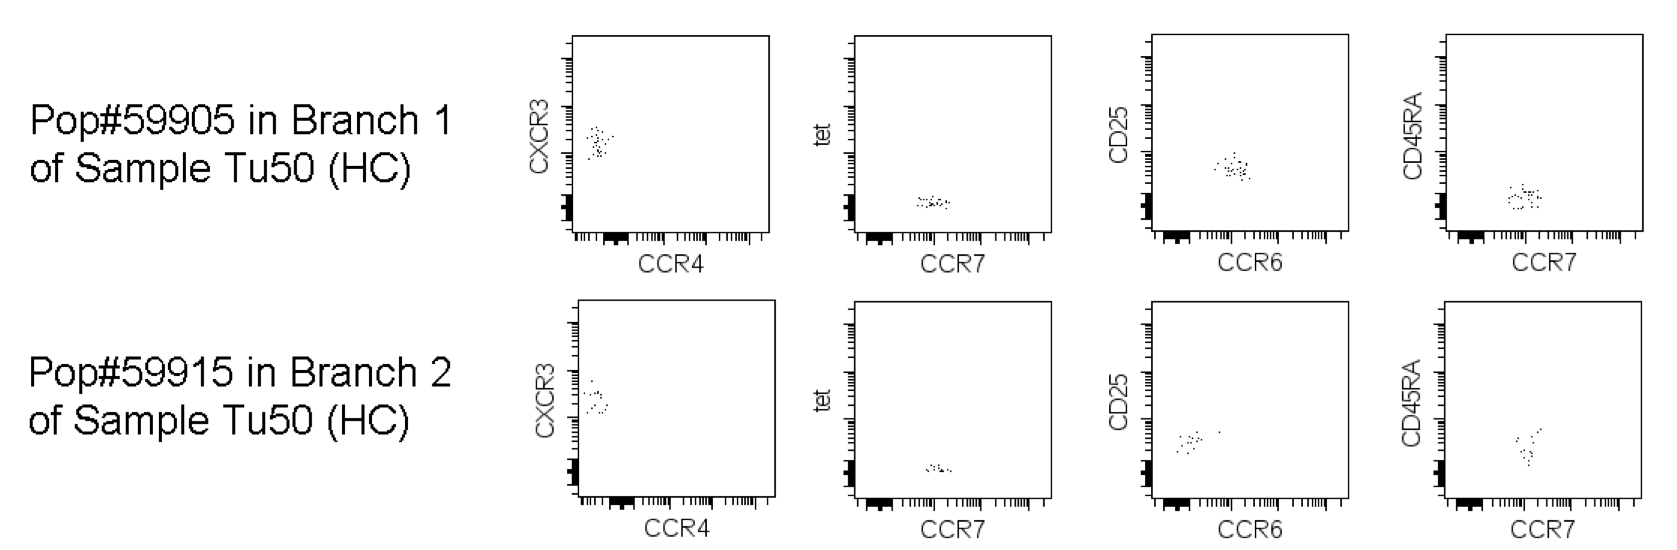 Pop#59905 in Branch 1
of Sample Tu50 (HC)
CXCR3
CCR4
tet
CCR7
CD25
CCR6
CD45RA
CCR7
Pop#59915 in Branch 2
of Sample Tu50 (HC)
CXCR3
CCR4
tet
CCR7
CD25
CCR6
CD45RA
CCR7